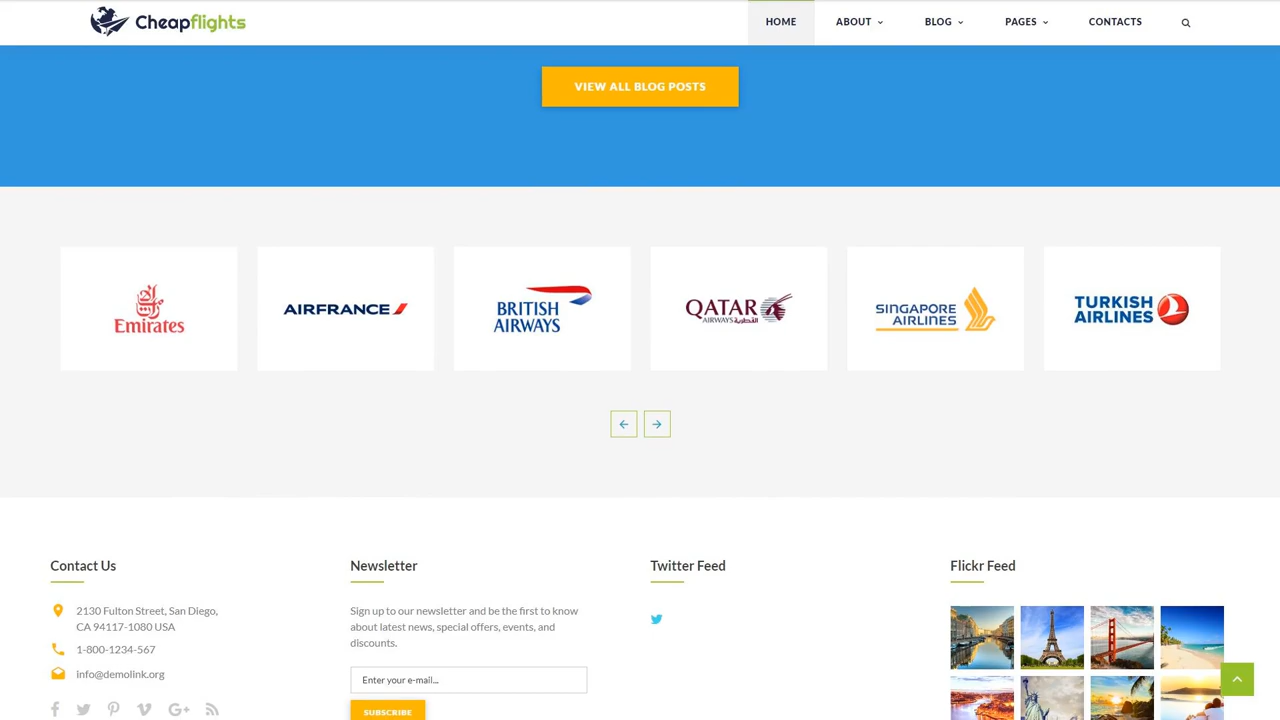 Cheapflights
HOME
ABOUT
BLOG
PAGES
CONTACTS
VIEW ALL BLOG POSTS
Emirates
AIRFRANCE
BRITISH
AIRWAYS
QATAR
AIRWAYS القطرية
SINGAPORE
AIRLINES
TURKISH
AIRLINES
Contact Us
2130 Fulton Street, San Diego,
CA 94117-1080 USA
1-800-1234-567
info@demolink.org
Newsletter
Sign up to our newsletter and be the first to know
about latest news, special offers, events, and
discounts.
Enter your e-mail...
SUBSCRIBE
Twitter Feed
Flickr Feed